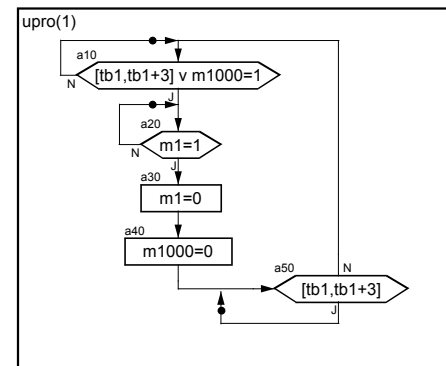 upro(1)
a10
[tb1,tb1+3] v m1000=1
N
J
a20
m1=1
N
J
a30
m1=0
a40
m1000=0
a50
N
[tb1,tb1+3]
J